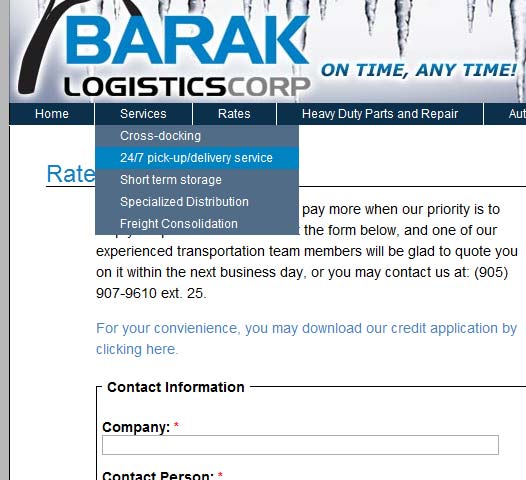 BARAK
LOGISTICSCORP
ON TIME, ANY TIME!
Home Services Rates Heavy Duty Parts and Repair Aut
Cross-docking
24/7 pick-up/delivery service
Short term storage
Specialized Distribution
Freight Consolidation
Rate
pay more when our priority is to
the form below, and one of our
experienced transportation team members will be glad to quote you
on it within the next business day, or you may contact us at: (905)
907-9610 ext. 25.
For your convienience, you may download our credit application by
clicking here.
Contact Information
Company: *
Contact Person: *